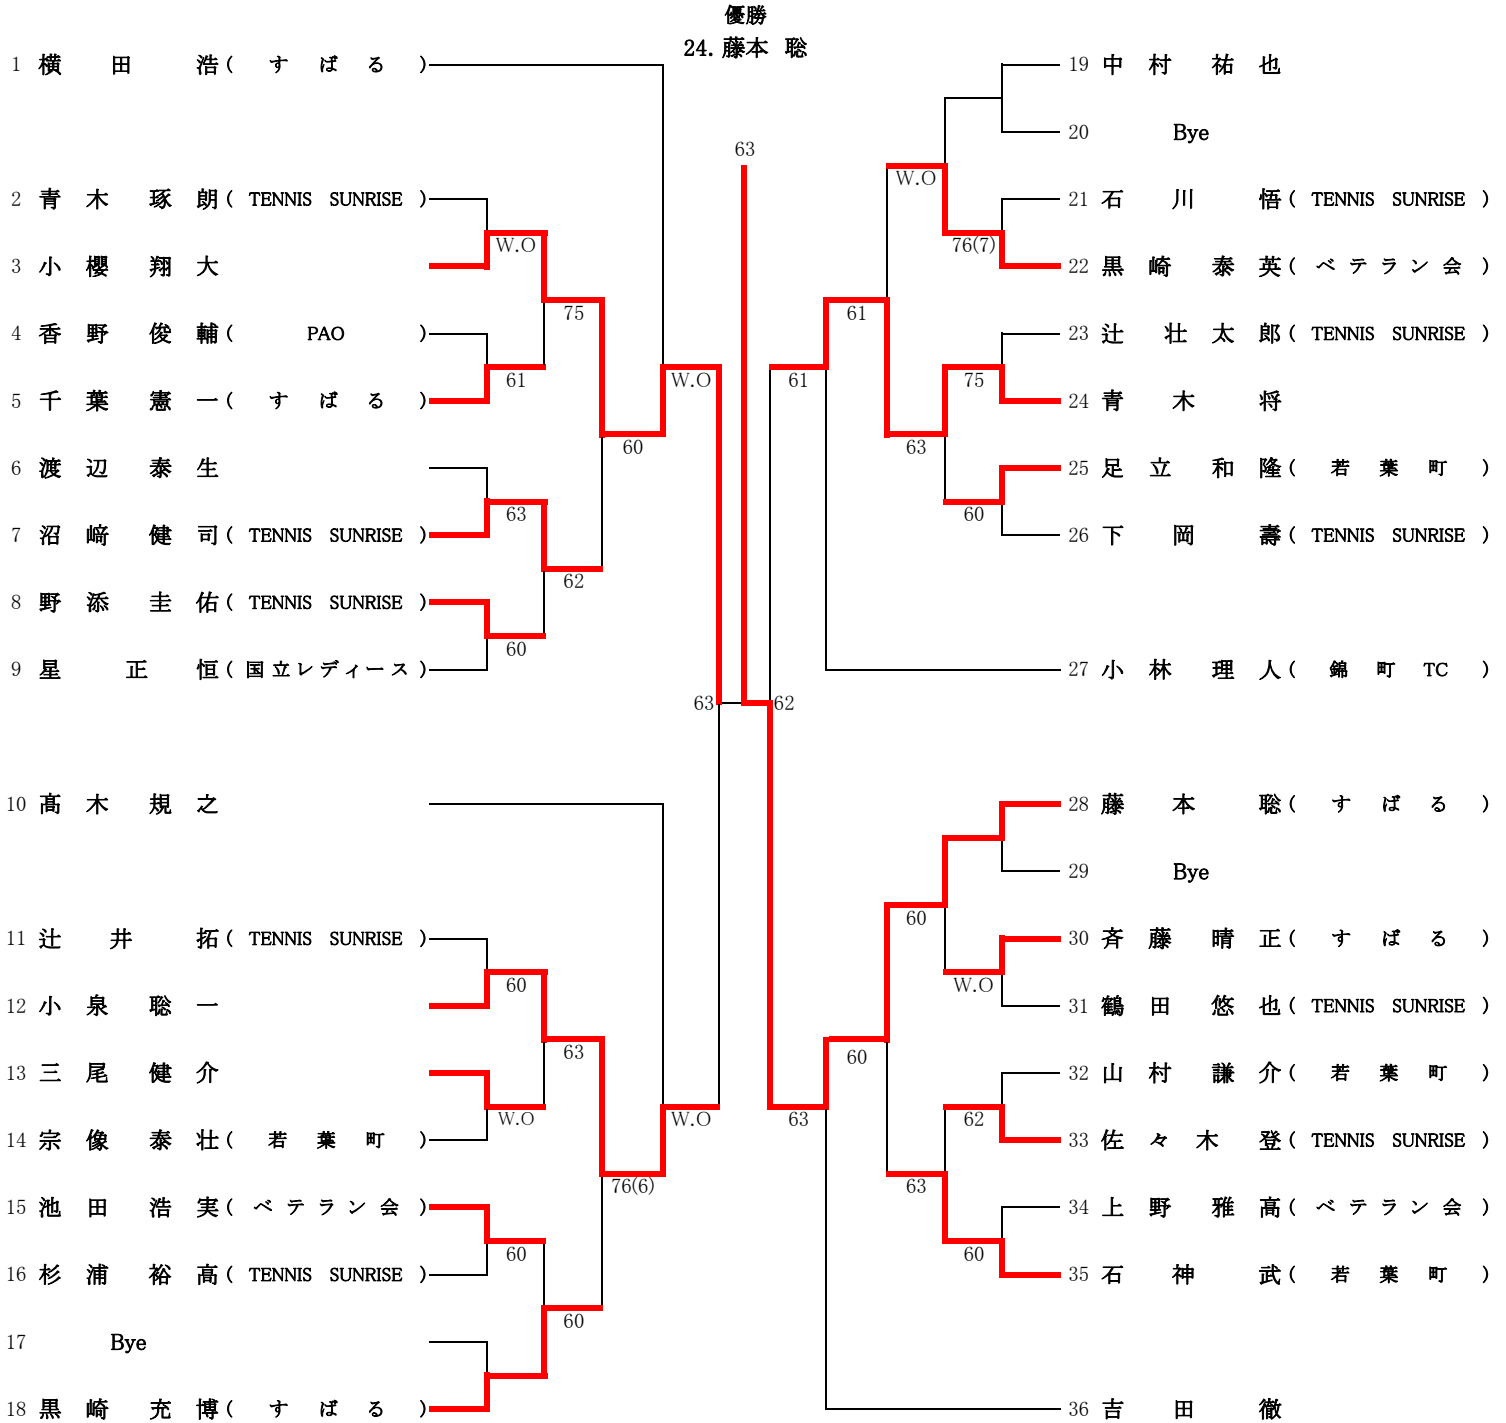 優勝
24. 藤本 聡
63
1 横田 浩( すばる )
2 青木 琢朗( TENNIS SUNRISE )
W.O
3 小櫻 翔大
75
4 香野 俊輔( PAO )
61
5 千葉 憲一( すばる )
60
W.O
6 渡辺 泰生
63
7 沼﨑 健司( TENNIS SUNRISE )
62
8 野添 圭佑( TENNIS SUNRISE )
60
9 星 正恒( 国立レディース )
63
10 髙木 規之
11 辻井 拓( TENNIS SUNRISE )
60
12 小泉 聡一
63
13 三尾 健介
W.O
14 宗像 泰壮( 若葉町 )
76(6)
W.O
15 池田 浩実( ベテラン会 )
60
16 杉浦 裕高( TENNIS SUNRISE )
60
17 Bye
18 黒崎 充博( すばる )
19 中村 祐也
20 Bye
W.O
21 石川 悟( TENNIS SUNRISE )
76(7)
22 黒崎 泰英( ベテラン会 )
61
23 辻 壮太郎( TENNIS SUNRISE )
61
75
24 青木 将
63
25 足立 和隆( 若葉町 )
60
26 下岡 壽( TENNIS SUNRISE )
27 小林 理人( 錦町TC )
62
28 藤本 聡( すばる )
29 Bye
60
30 斉藤 晴正( すばる )
W.O
31 鶴田 悠也( TENNIS SUNRISE )
60
32 山村 謙介( 若葉町 )
63
62
33 佐々木 登( TENNIS SUNRISE )
63
34 上野 雅高( ベテラン会 )
60
35 石神 武( 若葉町 )
36 吉田 徹